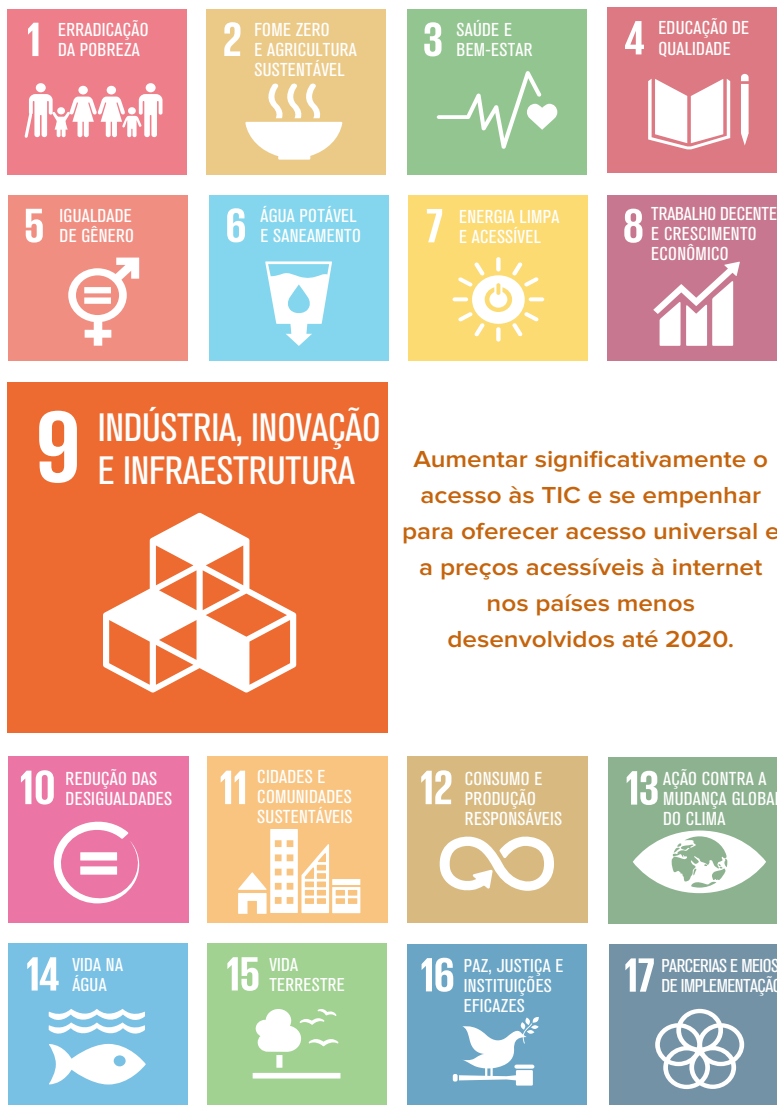 1 ERRADICAÇÃO
DA POBREZA
2 FOME ZERO
E AGRICULTURA
SUSTENTÁVEL
3 SAÚDE E
BEM-ESTAR
4 EDUCAÇÃO DE
QUALIDADE
5 IGUALDADE
DE GÊNERO
6 ÁGUA POTÁVEL
E SANEAMENTO
7 ENERGIA LIMPA
E ACESSÍVEL
8 TRABALHO DECENTE
E CRESCIMENTO
ECONÔMICO
9 INDÚSTRIA, INOVAÇÃO
E INFRAESTRUTURA
Aumentar significativamente o
acesso às TIC e se empenhar
para oferecer acesso universal e
a preços acessíveis à internet
nos países menos
desenvolvidos até 2020.
10 REDUÇÃO DAS
DESIGUALDADES
11 CIDADES E
COMUNIDADES
SUSTENTÁVEIS
12 CONSUMO E
PRODUÇÃO
RESPONSÁVEIS
13 AÇÃO CONTRA A
MUDANÇA GLOBAL
DO CLIMA
14 VIDA NA
ÁGUA
15 VIDA
TERRESTRE
16 PAZ, JUSTIÇA E
INSTITUIÇÕES
EFICAZES
17 PARCERIAS E MEIOS
DE IMPLEMENTAÇÃO